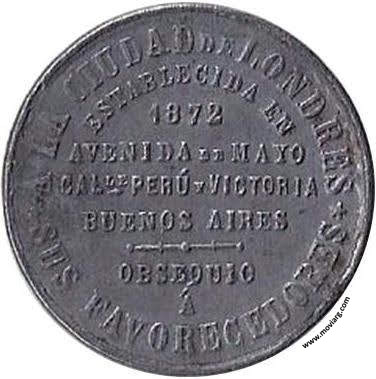 A LA CIUDAD DE LONDRES
ESTABLECIDA EN
1872
AVENIDA DE MAYO
CALLES PERÚ Y VICTORIA
BUENOS AIRES
OBSEQUIO
Á
SUS FAVORECEDORES
www.moviarg.com